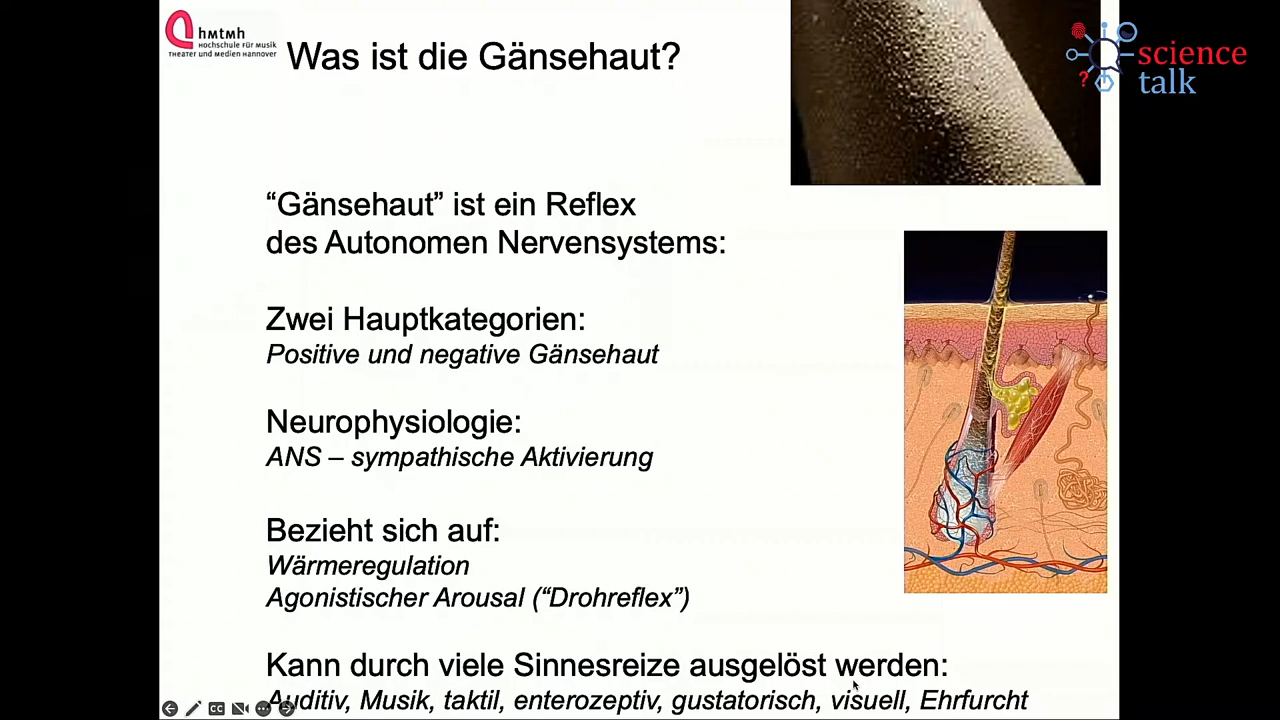 hmtmh
Hochschule für Musik
Theater und Medien Hannover
Was ist die Gänsehaut?
science
talk
“Gänsehaut” ist ein Reflex
des Autonomen Nervensystems:
Zwei Hauptkategorien:
Positive und negative Gänsehaut
Neurophysiologie:
ANS – sympathische Aktivierung
Bezieht sich auf:
Wärmeregulation
Agonistischer Arousal (“Drohreflex”)
Kann durch viele Sinnesreize ausgelöst werden:
Auditiv, Musik, taktil, enterozeptiv, gustatorisch, visuell, Ehrfurcht
CC